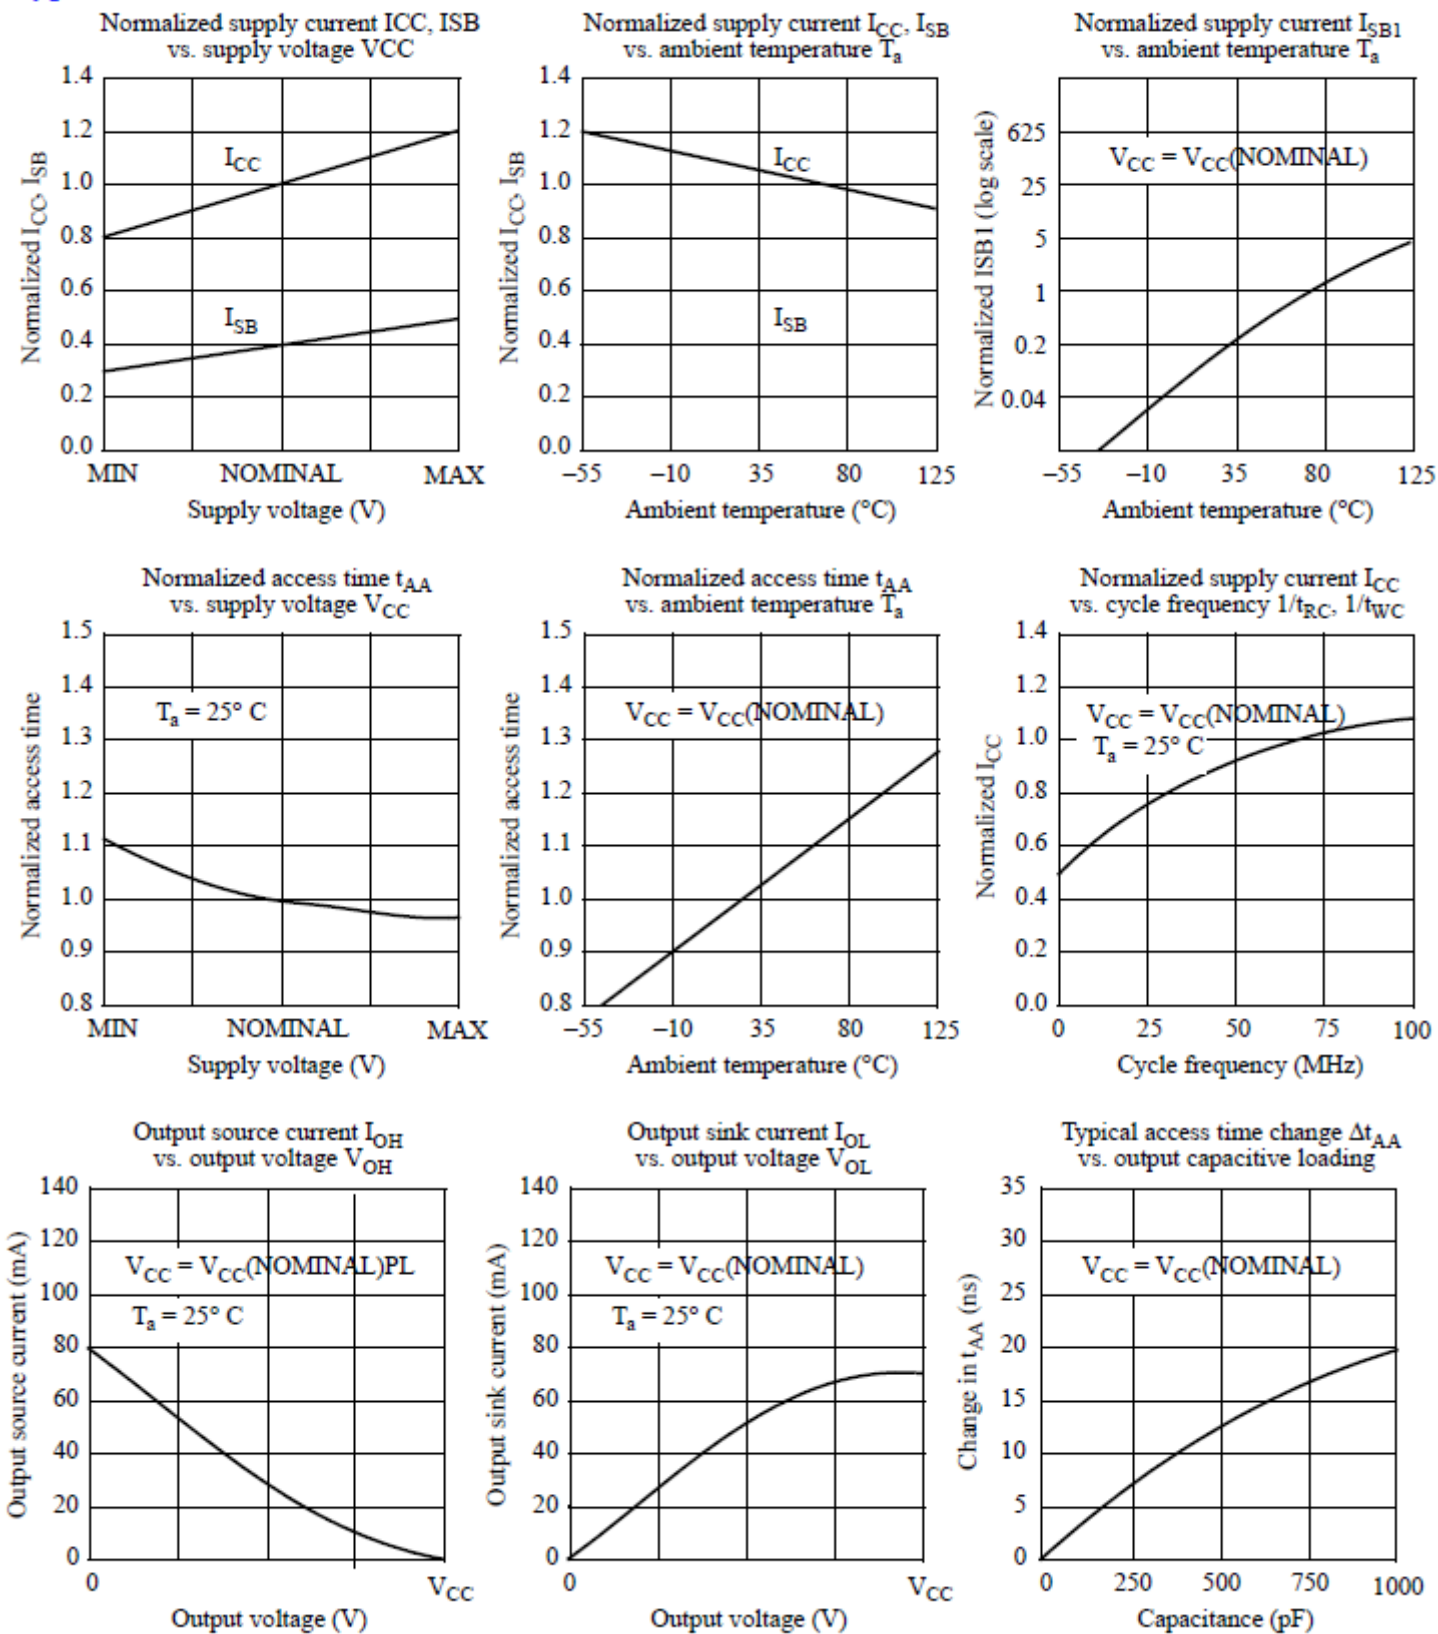 Normalized supply current ICC, ISB
vs. supply voltage VCC
1.4
1.2
1.0
0.8
0.6
0.4
0.2
0.0
Normalized ICC, ISB
ICC
ISB
MIN NOMINAL MAX
Supply voltage (V)
Normalized supply current ICC, ISB
vs. ambient temperature Ta
1.4
1.2
1.0
0.8
0.6
0.4
0.2
0.0
Normalized ICC, ISB
ICC
ISB
–55 –10 35 80 125
Ambient temperature (°C)
Normalized supply current ISB1
vs. ambient temperature Ta
625
25
5
1
0.2
0.04
Normalized ISB1 (log scale)
VCC = VCC(NOMINAL)
–55 –10 35 80 125
Ambient temperature (°C)
Normalized access time tAA
vs. supply voltage VCC
1.5
1.4
1.3
1.2
1.1
1.0
0.9
0.8
Normalized access time
Ta = 25° C
MIN NOMINAL MAX
Supply voltage (V)
Normalized access time tAA
vs. ambient temperature Ta
1.5
1.4
1.3
1.2
1.1
1.0
0.9
0.8
Normalized access time
VCC = VCC(NOMINAL)
–55 –10 35 80 125
Ambient temperature (°C)
Normalized supply current ICC
vs. cycle frequency 1/tRC, 1/tWC
1.4
1.2
1.0
0.8
0.6
0.4
0.2
0.0
Normalized ICC
VCC = VCC(NOMINAL)
Ta = 25° C
0 25 50 75 100
Cycle frequency (MHz)
Output source current IOH
vs. output voltage VOH
140
120
100
80
60
40
20
0
Output source current (mA)
VCC = VCC(NOMINAL)PL
Ta = 25° C
0 VCC
Output voltage (V)
Output sink current IOL
vs. output voltage VOL
140
120
100
80
60
40
20
0
Output sink current (mA)
VCC = VCC(NOMINAL)
Ta = 25° C
0 VCC
Output voltage (V)
Typical access time change ΔtAA
vs. output capacitive loading
35
30
25
20
15
10
5
0
Change in tAA (ns)
VCC = VCC(NOMINAL)
0 250 500 750 1000
Capacitance (pF)